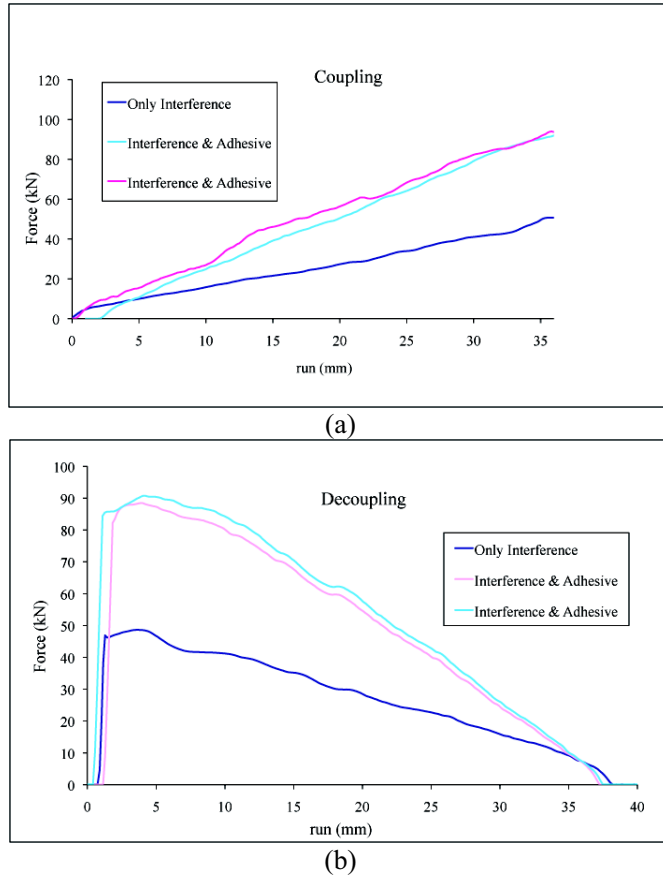 Coupling
120
100
80
60
40
20
0
Force (kN)
Only Interference
Interference & Adhesive
Interference & Adhesive
0 5 10 15 20 25 30 35
run (mm)
(a)
Decoupling
100
90
80
70
60
50
40
30
20
10
0
Force (kN)
Only Interference
Interference & Adhesive
Interference & Adhesive
0 5 10 15 20 25 30 35 40
run (mm)
(b)